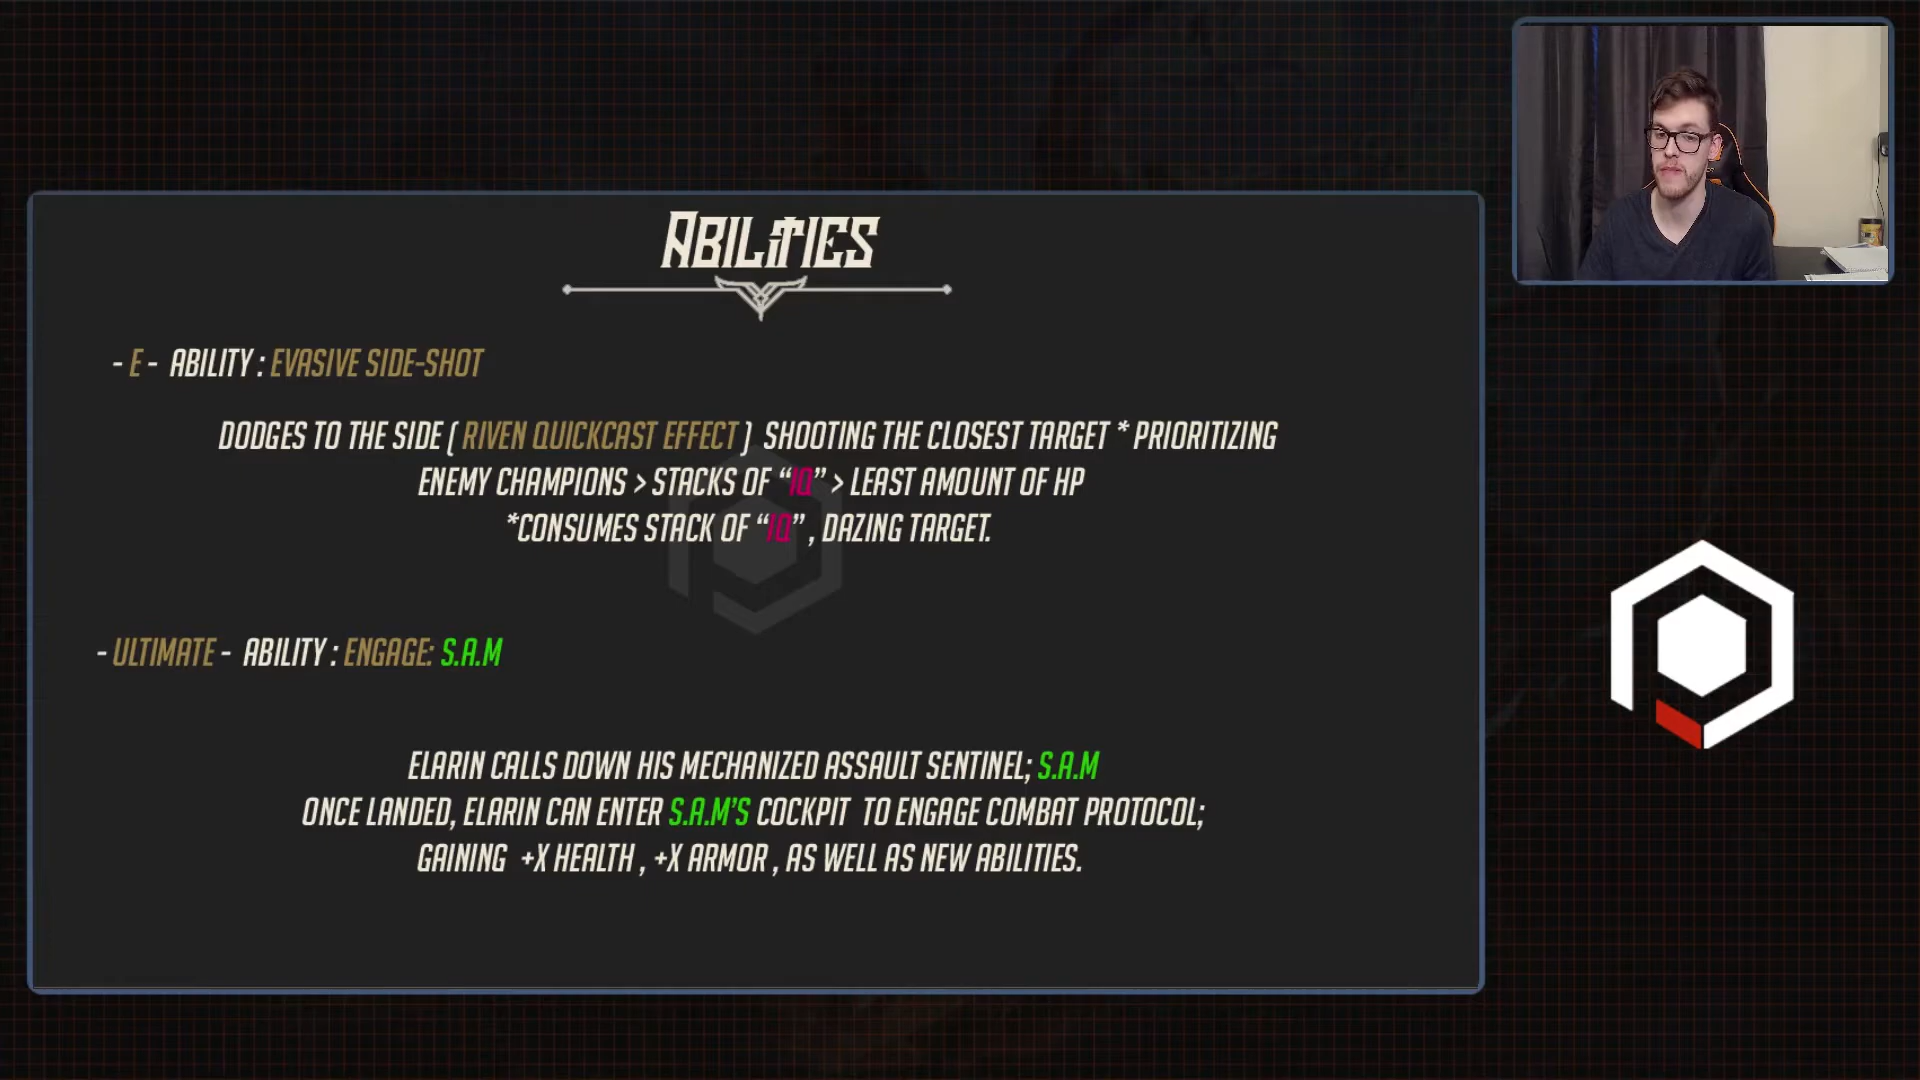 ABILITIES
- E - ABILITY : EVASIVE SIDE-SHOT
DODGES TO THE SIDE ( RIVEN QUICKCAST EFFECT ) SHOOTING THE CLOSEST TARGET * PRIORITIZING
ENEMY CHAMPIONS > STACKS OF “IQ” > LEAST AMOUNT OF HP
*CONSUMES STACK OF “IQ” , DAZING TARGET.
- ULTIMATE - ABILITY : ENGAGE: S.A.M
ELARIN CALLS DOWN HIS MECHANIZED ASSAULT SENTINEL; S.A.M
ONCE LANDED, ELARIN CAN ENTER S.A.M'S COCKPIT TO ENGAGE COMBAT PROTOCOL;
GAINING +X HEALTH , +X ARMOR , AS WELL AS NEW ABILITIES.